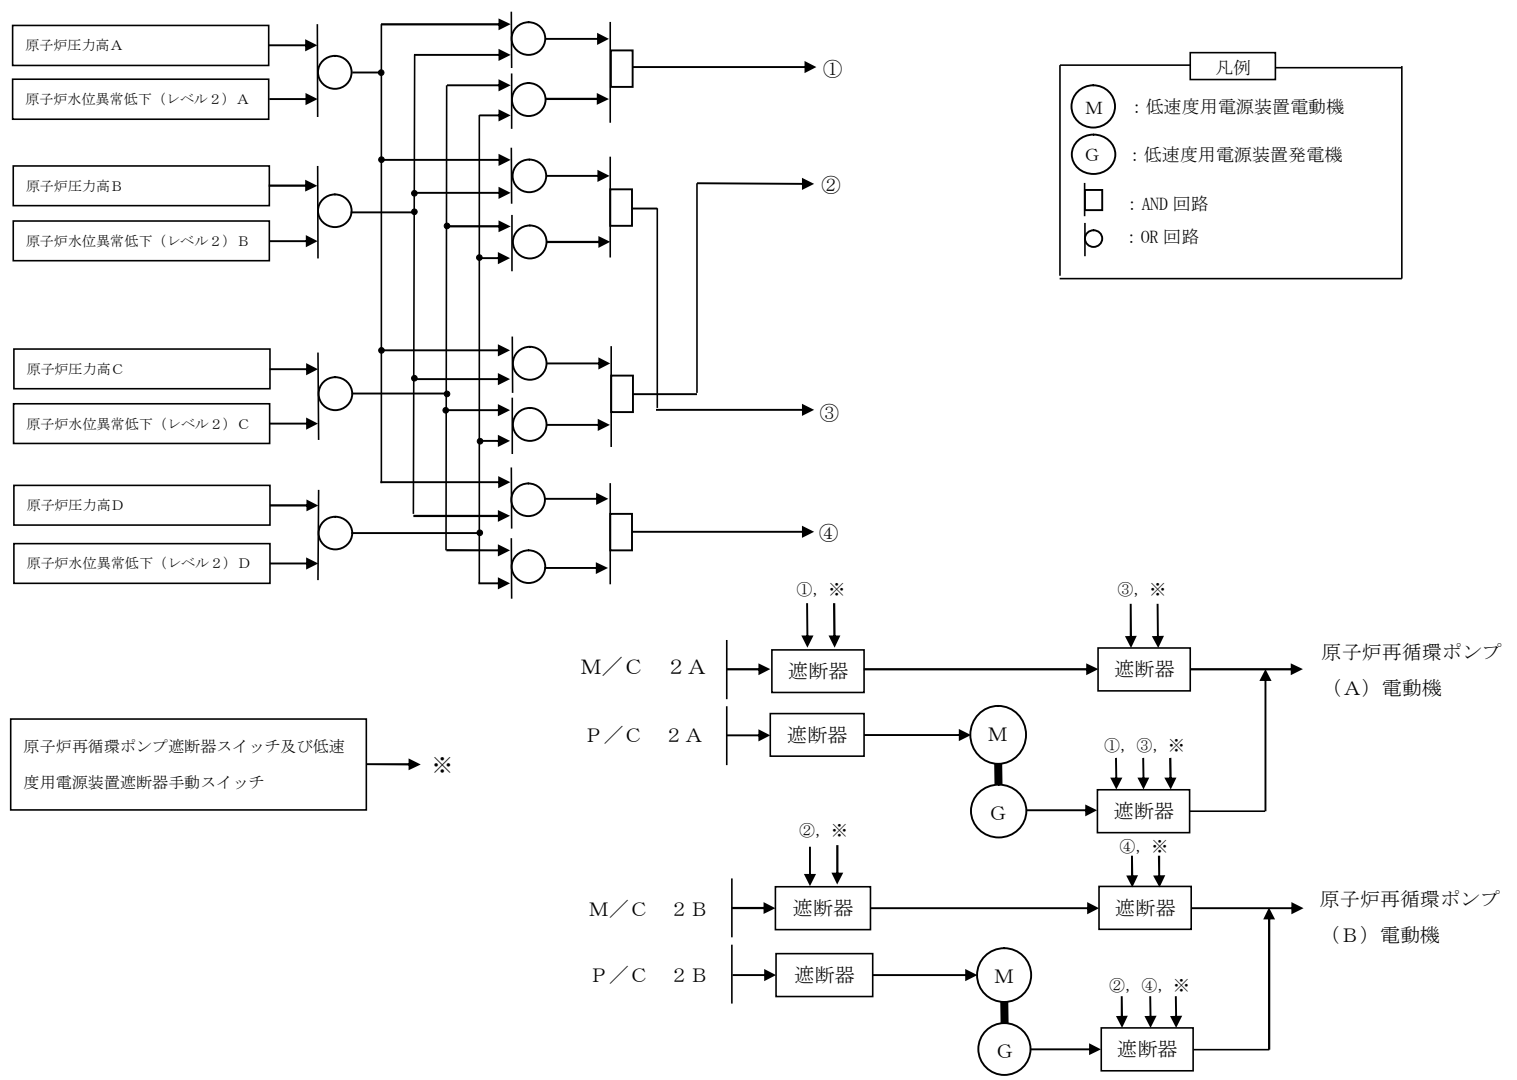 原子炉圧力高A
原子炉水位異常低下（レベル２）A
原子炉圧力高B
原子炉水位異常低下（レベル２）B
原子炉圧力高C
原子炉水位異常低下（レベル２）C
原子炉圧力高D
原子炉水位異常低下（レベル２）D
①
②
③
④
凡例
M ：低速度用電源装置電動機
G ：低速度用電源装置発電機
：AND 回路
：OR 回路
原子炉再循環ポンプ遮断器スイッチ及び低速
度用電源装置遮断器手動スイッチ
※
①, ※
③, ※
M／C　２A
遮断器
遮断器
原子炉再循環ポンプ
（A）電動機
P／C　２A
遮断器
M
G
①, ③, ※
遮断器
②, ※
④, ※
M／C　２B
遮断器
遮断器
原子炉再循環ポンプ
（B）電動機
P／C　２B
遮断器
M
G
②, ④, ※
遮断器